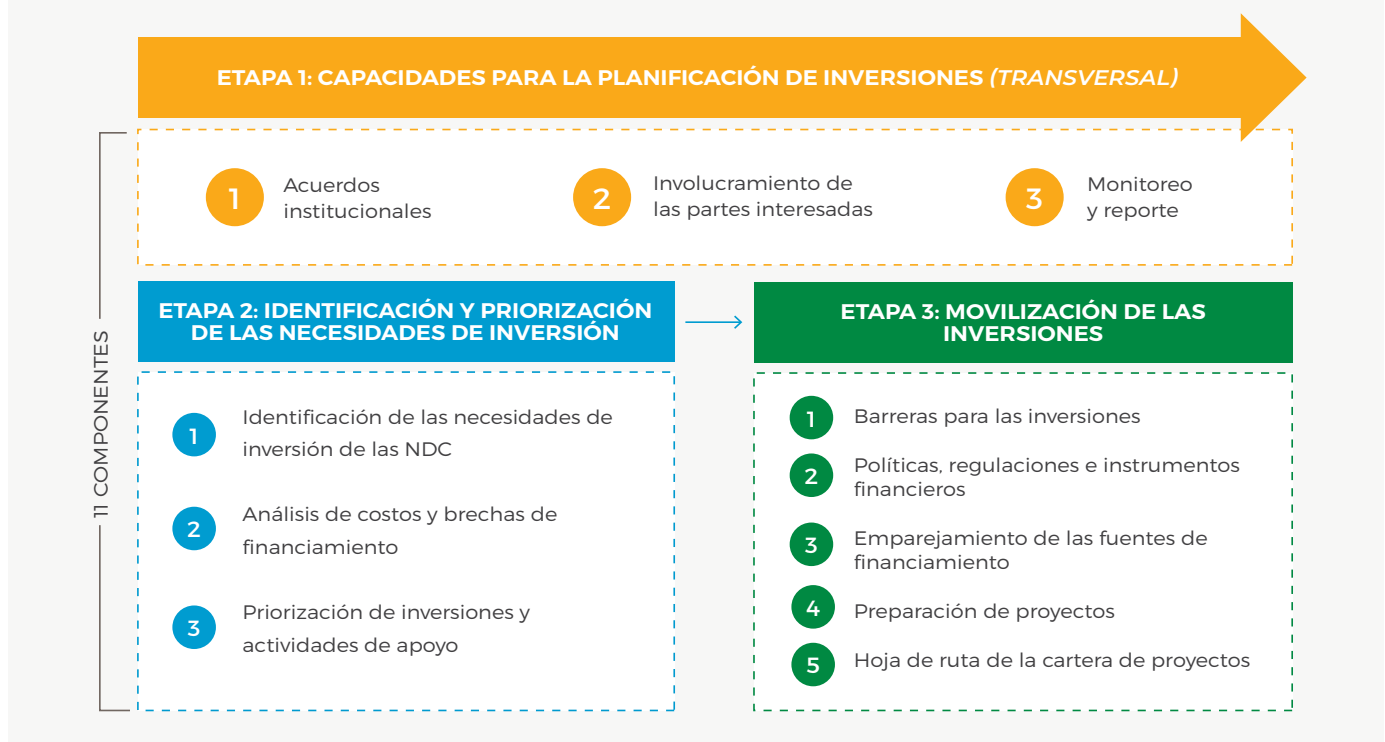 ETAPA 1: CAPACIDADES PARA LA PLANIFICACIÓN DE INVERSIONES (TRANSVERSAL)
11 COMPONENTES
1
Acuerdos
institucionales
2
Involucramiento de
las partes interesadas
3
Monitoreo
y reporte
ETAPA 2: IDENTIFICACIÓN Y PRIORIZACIÓN
DE LAS NECESIDADES DE INVERSIÓN
1
Identificación de las necesidades de
inversión de las NDC
2
Análisis de costos y brechas de
financiamiento
3
Priorización de inversiones y
actividades de apoyo
ETAPA 3: MOVILIZACIÓN DE LAS
INVERSIONES
1
Barreras para las inversiones
2
Políticas, regulaciones e instrumentos
financieros
3
Emparejamiento de las fuentes de
financiamiento
4
Preparación de proyectos
5
Hoja de ruta de la cartera de proyectos